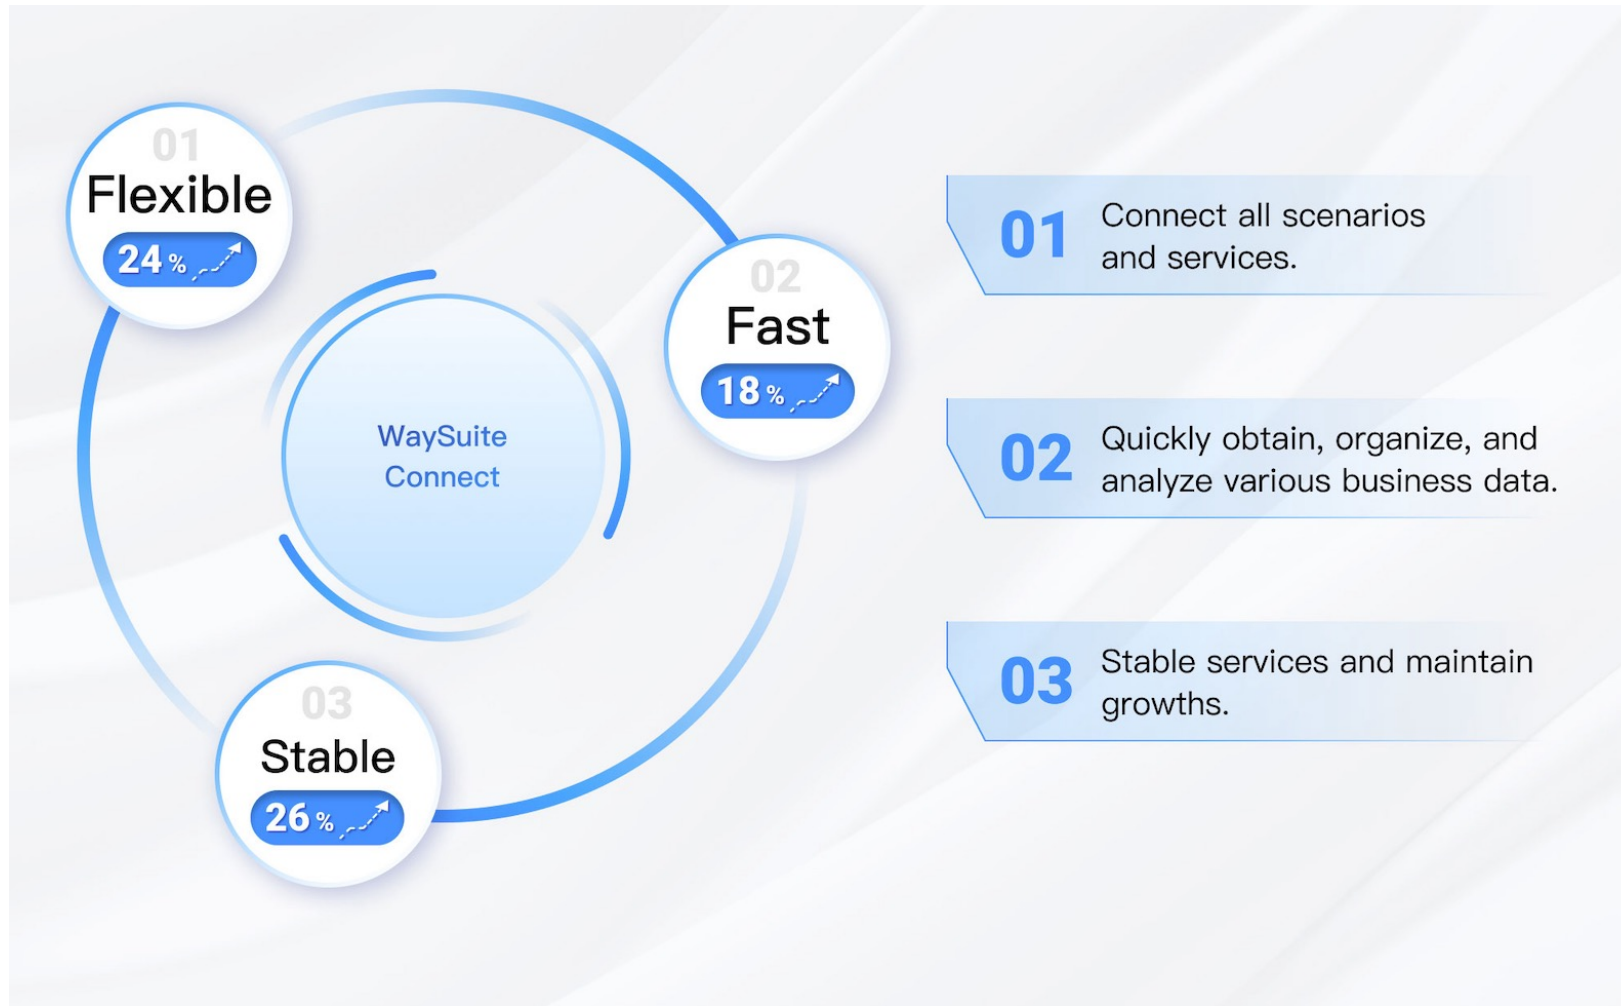 01
Flexible
24 %
02
Fast
18 %
WaySuite
Connect
03
Stable
26 %
01
Connect all scenarios
and services.
02
Quickly obtain, organize, and
analyze various business data.
03
Stable services and maintain
growths.